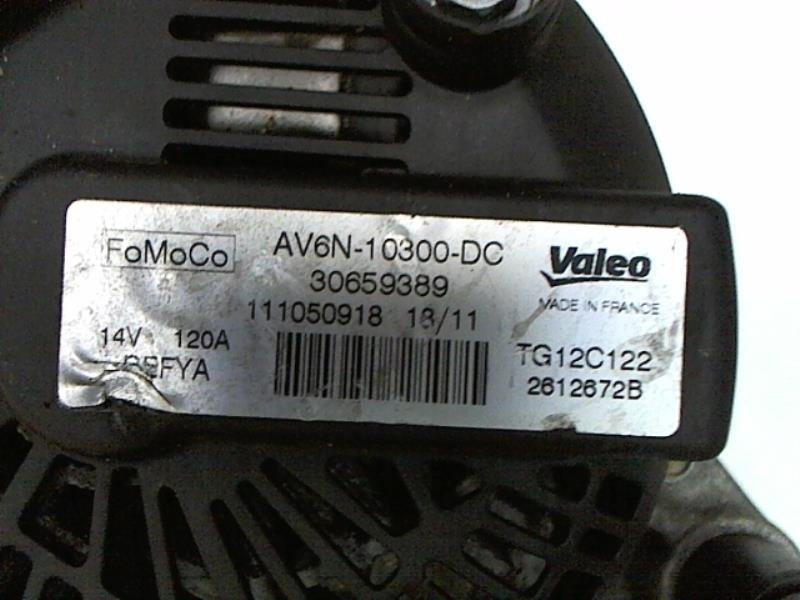 FoMoCo
AV6N-10300-DC
30659389
111050918 18/11
14V 120A
Valeo
MADE IN FRANCE
TG12C122
2612672B